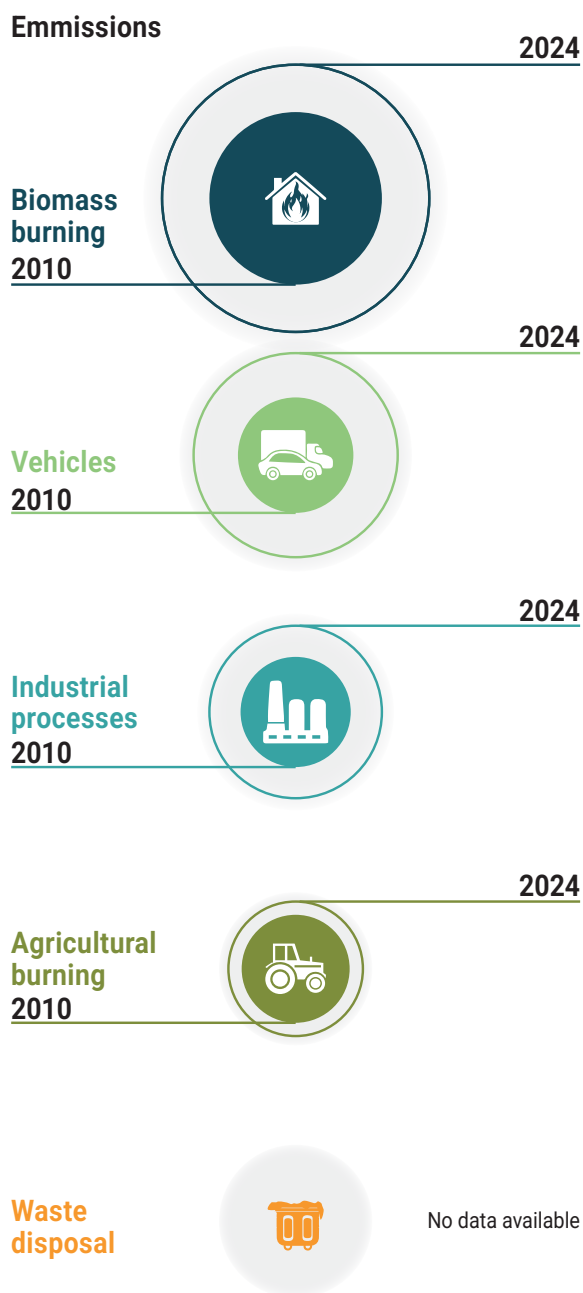 Emmissions
2024
Biomass
burning
2010
2024
Vehicles
2010
2024
Industrial
processes
2010
2024
Agricultural
burning
2010
Waste
disposal
No data available